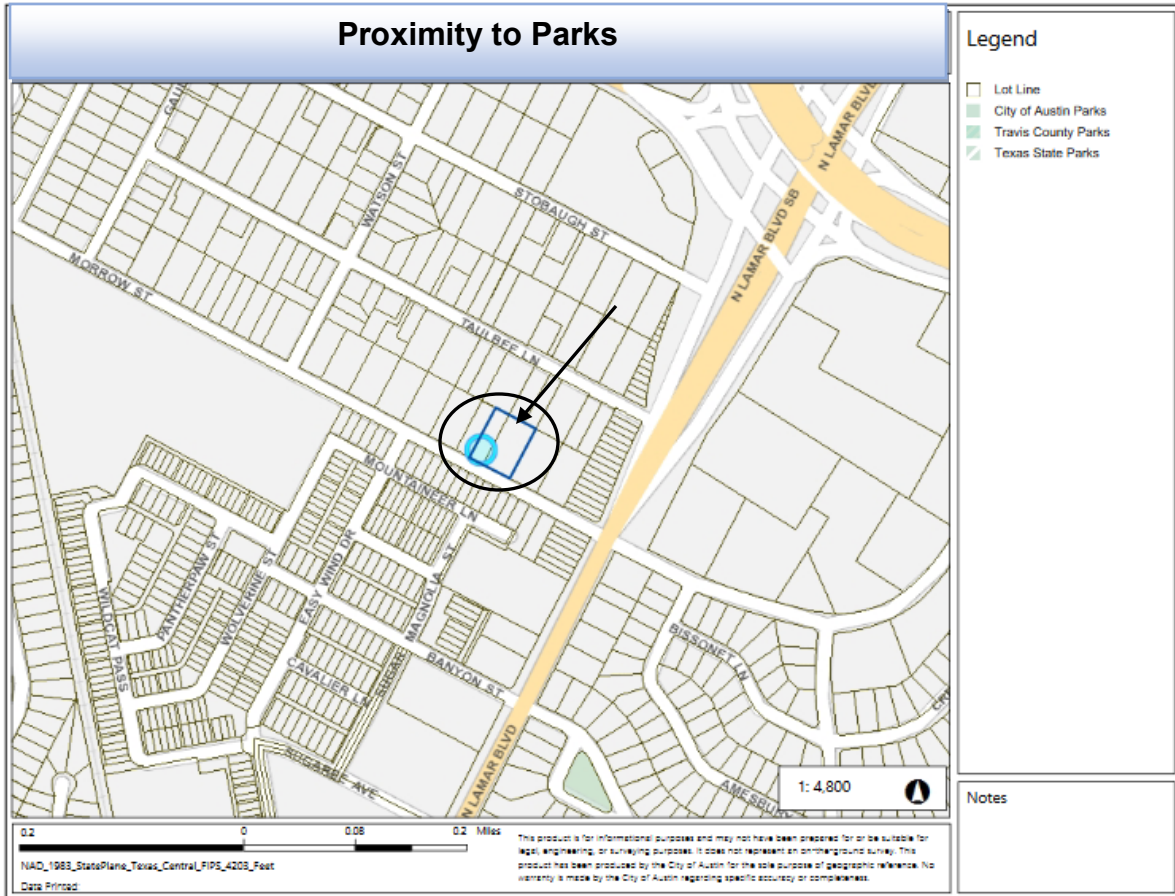 Proximity to Parks
Legend
Lot Line
City of Austin Parks
Travis County Parks
Texas State Parks
N LAMAR BLVD
WATSON ST
STOBAUGH ST
N LAMAR BLVD SB
MORROW ST
TAULBEE LN
MOUNTAINEER LN
PANTHERPAW ST
WOLVERINE ST
EASY WIND DR
MAGNOLIA ST
WILDCAT PASS
SUGAR
BANYON ST
BISSONET LN
CAVALIER LN
SUGAREE AVE
N LAMAR BLVD
AMESBURY
1: 4,800
Notes
0.2
0
0.08
0.2 Miles
NAD_1983_StatePlane_Texas_Central_FIPS_4203_Feet
Date Printed:
This product is for informational purposes and may not have been prepared for or be suitable for
legal, engineering, or surveying purposes. It does not represent an on-the-ground survey. This
product has been produced by the City of Austin for the sole purpose of geographic reference. No
warranty is made by the City of Austin regarding specific accuracy or completeness.